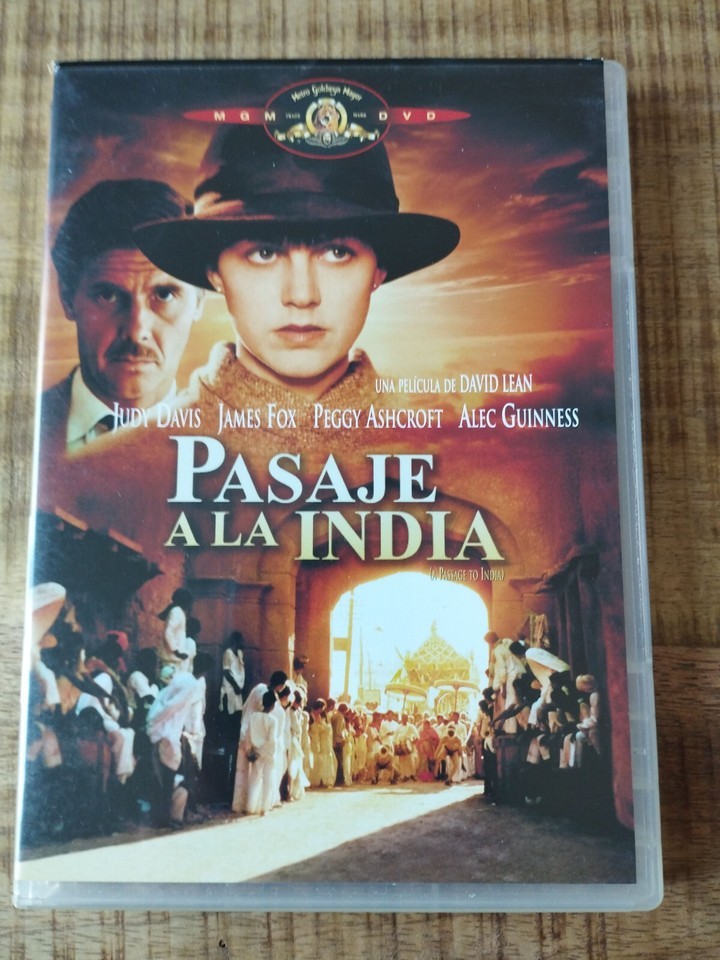 Metro Goldwyn Mayer
MGM TRADE MARK DVD
UNA PELÍCULA DE DAVID LEAN
JUDY DAVIS JAMES FOX PEGGY ASHCROFT ALEC GUINNESS
PASAJE
A LA INDIA
(A PASSAGE TO INDIA)